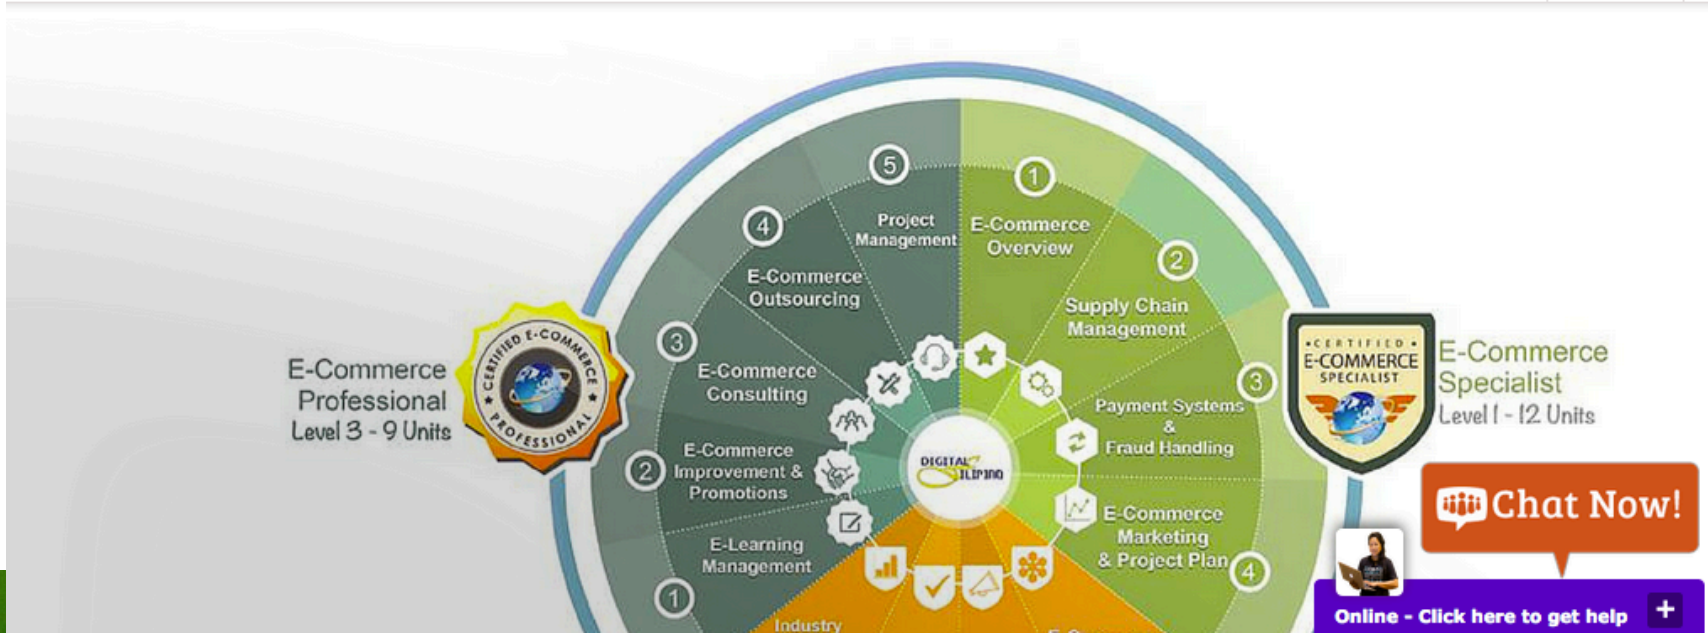 5
Project
Management
1
E-Commerce
Overview
4
E-Commerce
Outsourcing
2
Supply Chain
Management
3
E-Commerce
Consulting
3
Payment Systems
&
Fraud Handling
2
E-Commerce
Improvement &
Promotions
E-Commerce
Marketing
& Project Plan
4
E-Learning
Management
1
Industry
DIGITAL
FILIPINO
E-Commerce
Professional
Level 3 - 9 Units
CERTIFIED E-COMMERCE
PROFESSIONAL
CERTIFIED
E-COMMERCE
SPECIALIST
E-Commerce
Specialist
Level 1 - 12 Units
Chat Now!
Online - Click here to get help +